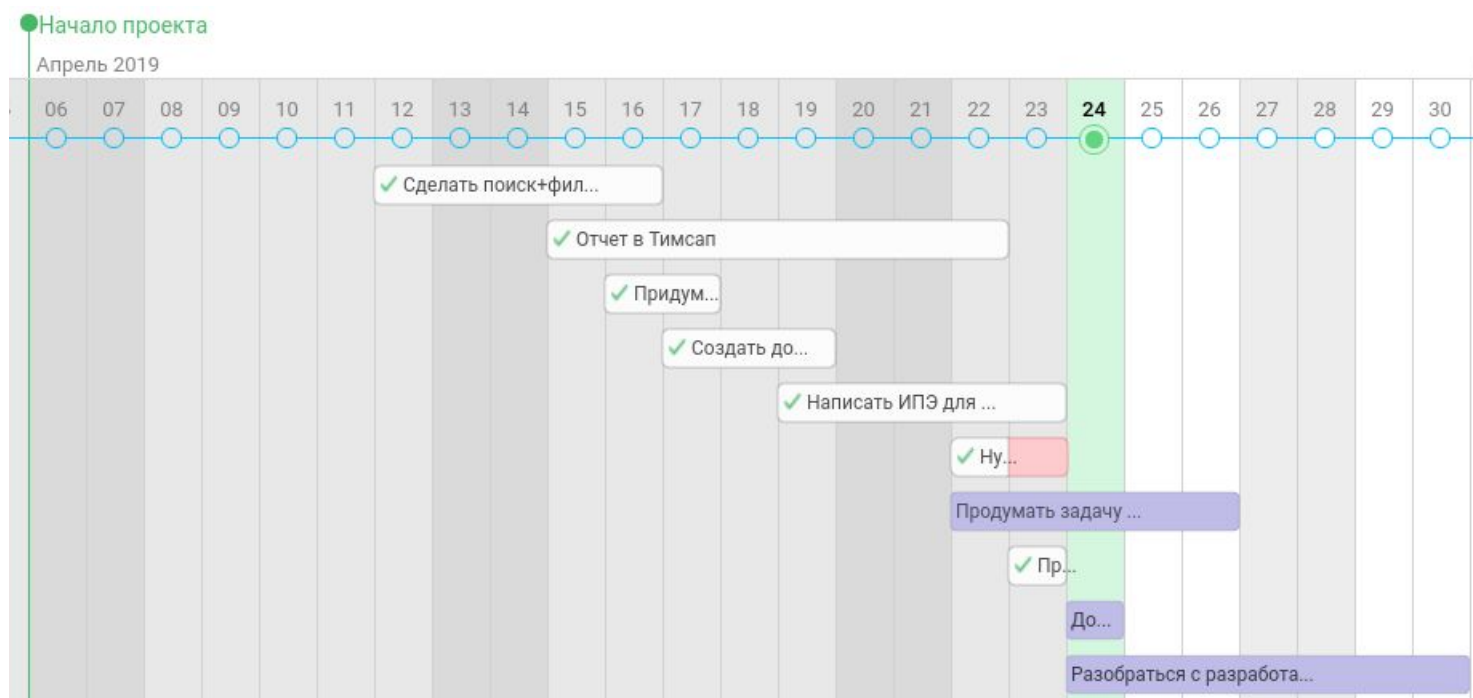 Начало проекта
Апрель 2019
06 07 08 09 10 11 12 13 14 15 16 17 18 19 20 21 22 23 24 25 26 27 28 29 30
Сделать поиск+фил...
Отчет в Тимсап
Придум...
Создать до...
Написать ИПЭ для ...
Ну...
Продумать задачу ...
Пр...
До...
Разобраться с разработа...